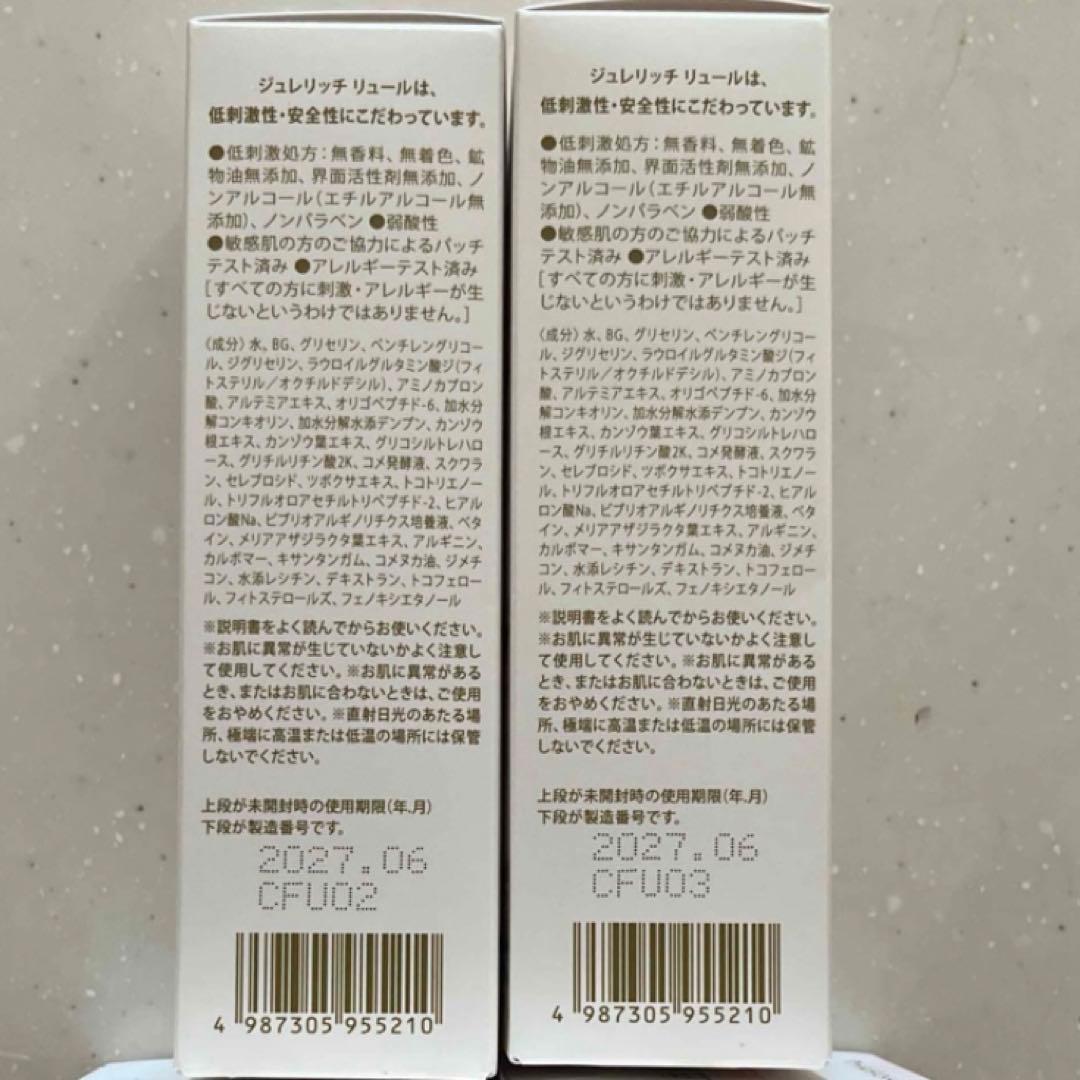 ジュレリッチ リュールは、
低刺激性・安全性にこだわっています。
●低刺激処方：無香料、無着色、鉱
物油無添加、界面活性剤無添加、ノ
ンアルコール（エチルアルコール無
添加）、ノンパラベン ●弱酸性
●敏感肌の方のご協力によるパッチ
テスト済み ●アレルギーテスト済み
［すべての方に刺激・アレルギーが生
じないというわけではありません。］
〈成分〉水、BG、グリセリン、ペンチレングリコー
ル、ジグリセリン、ラウロイルグルタミン酸ジ（フィ
トステリル／オクチルドデシル）、アミノカプロン
酸、アルテミアエキス、オリゴペプチド-6、加水分
解コンキオリン、加水分解水添デンプン、カンゾウ
根エキス、カンゾウ葉エキス、グリコシルトレハロ
ース、グリチルリチン酸2K、コメ発酵液、スクワラ
ン、セレブロシド、ツボクサエキス、トコトリエノー
ル、トリフルオロアセチルトリペプチド-2、ヒアル
ロン酸Na、ビブリオアルギノリチクス培養液、ベタ
イン、メリアアザジラクタ葉エキス、アルギニン、
カルボマー、キサンタンガム、コメヌカ油、ジメチ
コン、水添レシチン、デキストラン、トコフェロー
ル、フィトステロールズ、フェノキシエタノール
※説明書をよく読んでからお使いください。
※お肌に異常が生じていないかよく注意し
て使用してください。※お肌に異常がある
とき、またはお肌に合わないときは、ご使用
をおやめください。※直射日光のあたる場
所、極端に高温または低温の場所には保管
しないでください。
上段が未開封時の使用期限（年、月）
下段が製造番号です。
2027.06
CFU02
4 987305 955210
ジュレリッチ リュールは、
低刺激性・安全性にこだわっています。
●低刺激処方：無香料、無着色、鉱
物油無添加、界面活性剤無添加、ノ
ンアルコール（エチルアルコール無
添加）、ノンパラベン ●弱酸性
●敏感肌の方のご協力によるパッチ
テスト済み ●アレルギーテスト済み
［すべての方に刺激・アレルギーが生
じないというわけではありません。］
〈成分〉水、BG、グリセリン、ペンチレングリコー
ル、ジグリセリン、ラウロイルグルタミン酸ジ（フィ
トステリル／オクチルドデシル）、アミノカプロン
酸、アルテミアエキス、オリゴペプチド-6、加水分
解コンキオリン、加水分解水添デンプン、カンゾウ
根エキス、カンゾウ葉エキス、グリコシルトレハロ
ース、グリチルリチン酸2K、コメ発酵液、スクワラ
ン、セレブロシド、ツボクサエキス、トコトリエノー
ル、トリフルオロアセチルトリペプチド-2、ヒアル
ロン酸Na、ビブリオアルギノリチクス培養液、ベタ
イン、メリアアザジラクタ葉エキス、アルギニン、
カルボマー、キサンタンガム、コメヌカ油、ジメチ
コン、水添レシチン、デキストラン、トコフェロー
ル、フィトステロールズ、フェノキシエタノール
※説明書をよく読んでからお使いください。
※お肌に異常が生じていないかよく注意し
て使用してください。※お肌に異常がある
とき、またはお肌に合わないときは、ご使用
をおやめください。※直射日光のあたる場
所、極端に高温または低温の場所には保管
しないでください。
上段が未開封時の使用期限（年、月）
下段が製造番号です。
2027.06
CFU03
4 987305 955210